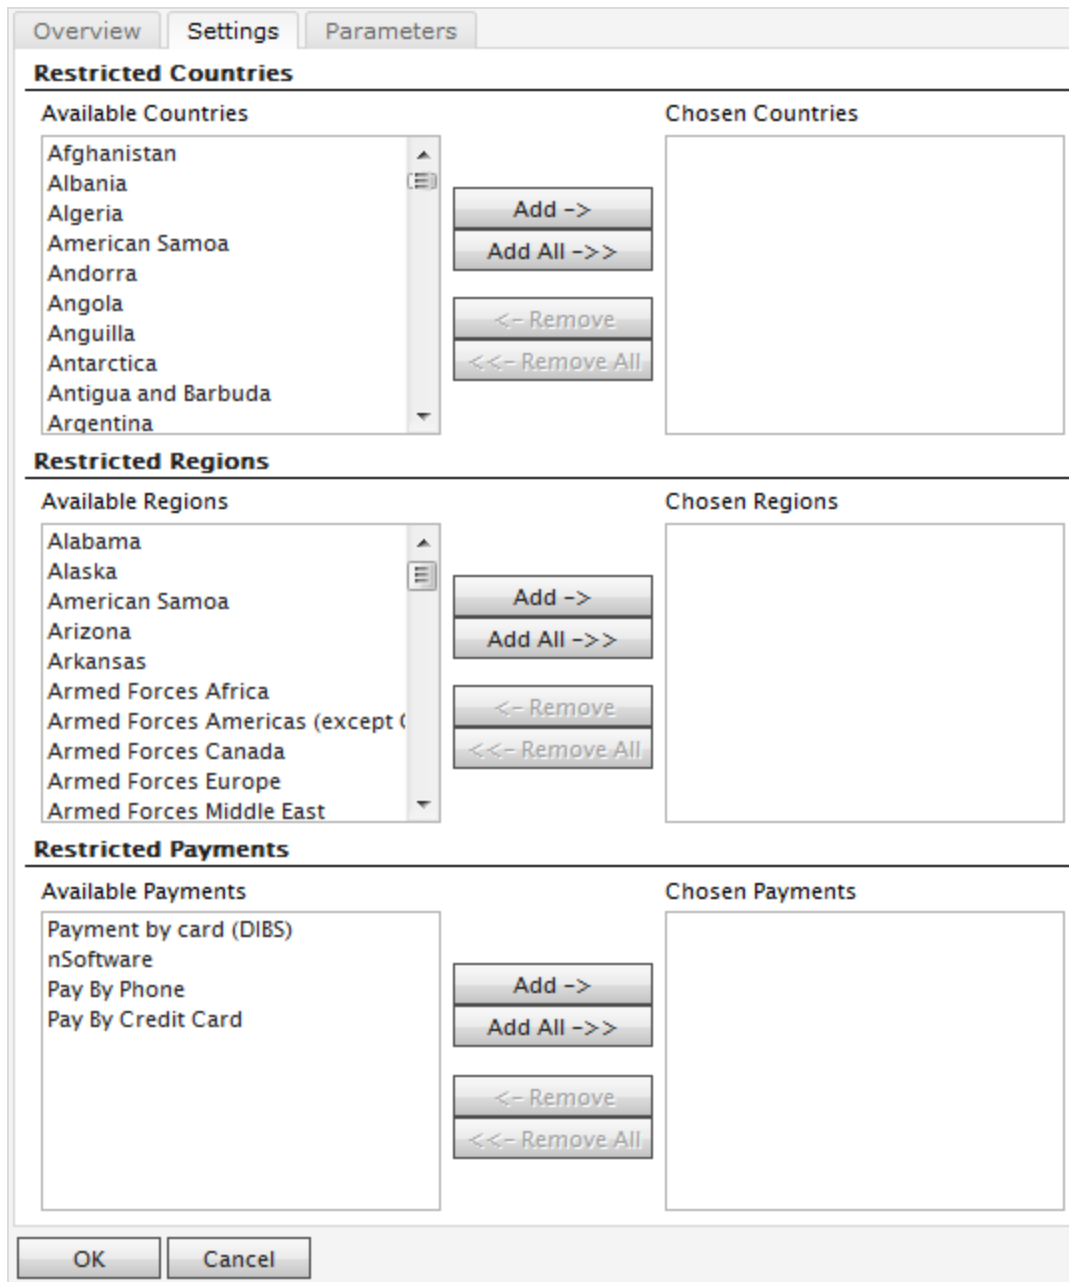 Overview Settings Parameters
Restricted Countries
Available Countries
Chosen Countries
Afghanistan
Albania
Algeria
American Samoa
Andorra
Angola
Anguilla
Antarctica
Antigua and Barbuda
Argentina
Add ->
Add All ->>
<- Remove
<<- Remove All
Restricted Regions
Available Regions
Chosen Regions
Alabama
Alaska
American Samoa
Arizona
Arkansas
Armed Forces Africa
Armed Forces Americas (except
Armed Forces Canada
Armed Forces Europe
Armed Forces Middle East
Add ->
Add All ->>
<- Remove
<<- Remove All
Restricted Payments
Available Payments
Chosen Payments
Payment by card (DIBS)
nSoftware
Pay By Phone
Pay By Credit Card
Add ->
Add All ->>
<- Remove
<<- Remove All
OK Cancel